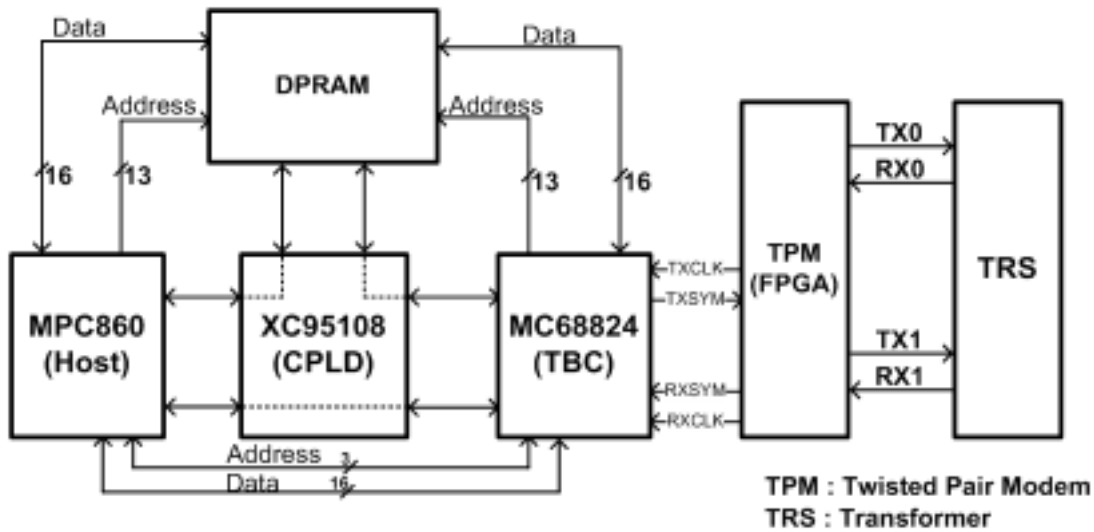 Data
Data
DPRAM
Address
Address
16
13
13
16
TX0
RX0
MPC860
(Host)
XC95108
(CPLD)
MC68824
(TBC)
TXCLK
TXSYM
RXSYM
RXCLK
TPM
(FPGA)
TRS
TX1
RX1
Address 3
Data 16
TPM : Twisted Pair Modem
TRS : Transformer